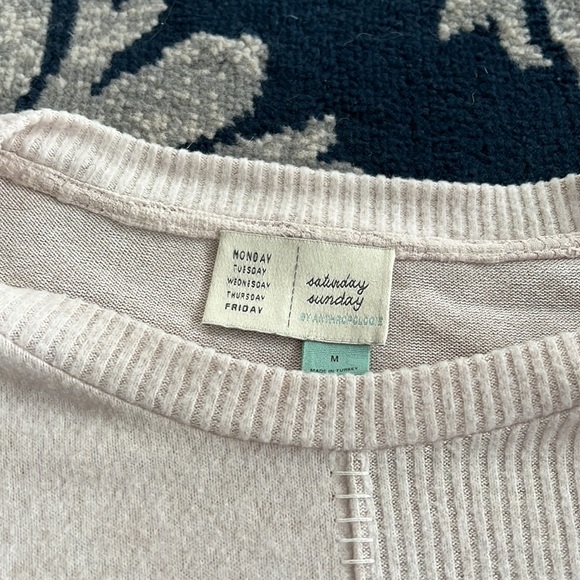 MONDAY
TUESDAY
WEDNESDAY
THURSDAY
FRIDAY
saturday
sunday
BY ANTHROPOLOGIE
M
MADE IN TURKEY